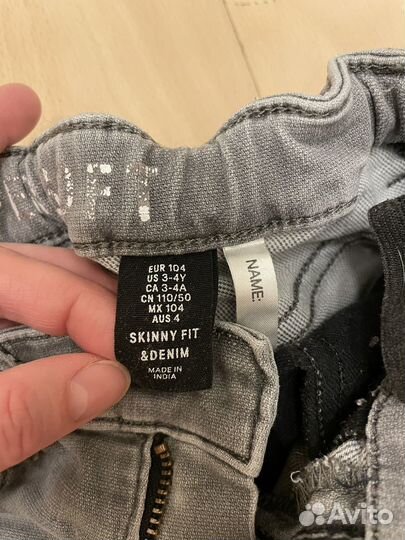 EUR 104
US 3-4Y
CA 3-4A
CN 110/50
MX 104
AUS 4
SKINNY FIT
&DENIM
MADE IN
INDIA
NAME:
Avito